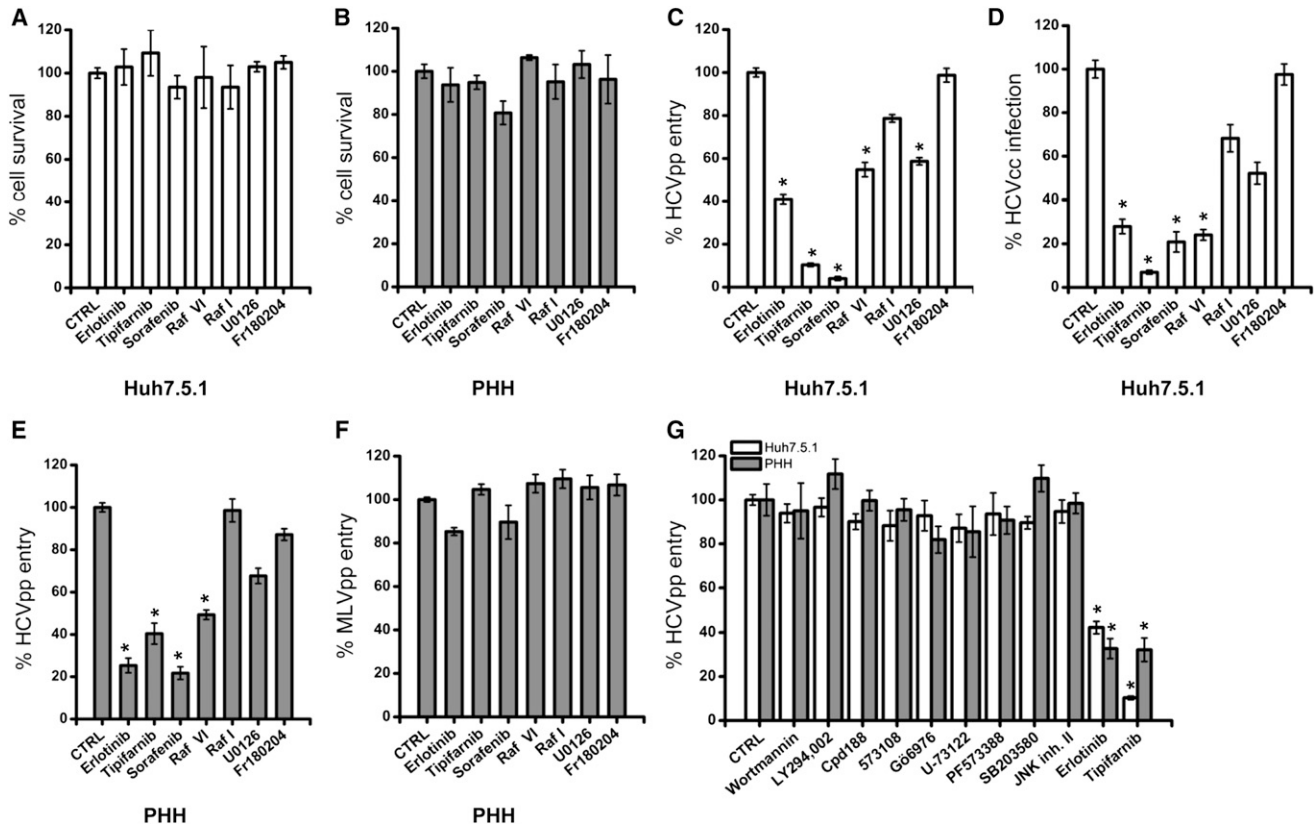 A
% cell survival
120
100
80
60
40
20
0
CTRL
Erlotinib
Tipifarnib
Sorafenib
Raf VI
Raf I
U0126
Fr180204
Huh7.5.1
B
% cell survival
120
100
80
60
40
20
0
CTRL
Erlotinib
Tipifarnib
Sorafenib
Raf VI
Raf I
U0126
Fr180204
PHH
C
% HCVpp entry
120
100
80
60
40
20
0
* * * * *
CTRL
Erlotinib
Tipifarnib
Sorafenib
Raf VI
Raf I
U0126
Fr180204
Huh7.5.1
D
% HCVcc infection
120
100
80
60
40
20
0
* * * *
CTRL
Erlotinib
Tipifarnib
Sorafenib
Raf VI
Raf I
U0126
Fr180204
Huh7.5.1
E
% HCVpp entry
120
100
80
60
40
20
0
* * * *
CTRL
Erlotinib
Tipifarnib
Sorafenib
Raf VI
Raf I
U0126
Fr180204
PHH
F
% MLVpp entry
120
100
80
60
40
20
0
CTRL
Erlotinib
Tipifarnib
Sorafenib
Raf VI
Raf I
U0126
Fr180204
PHH
G
Huh7.5.1
PHH
% HCVpp entry
120
100
80
60
40
20
0
* * * *
CTRL
Wortmannin
LY294,002
Cpd188
573108
Gö6976
U-73122
PF573388
SB203580
JNK inh. II
Erlotinib
Tipifarnib